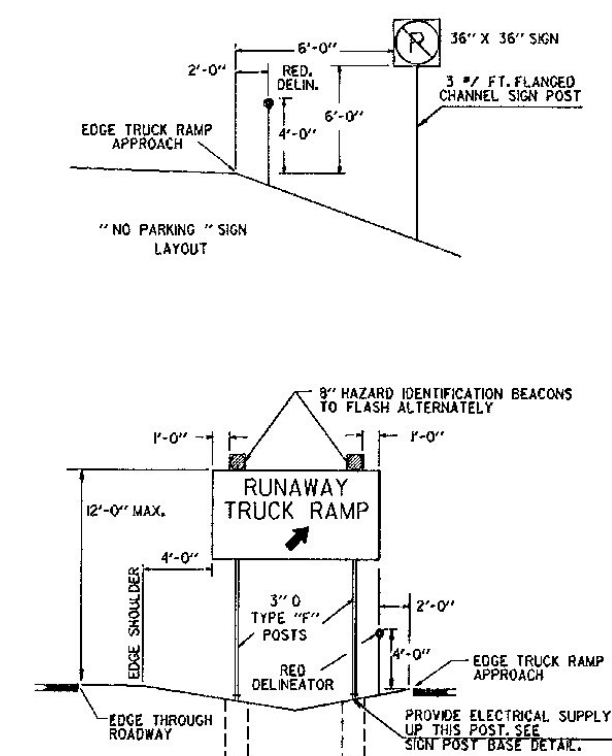 6'-0"
P
36" X 36" SIGN
2'-0"
RED.
DELIN.
3 #/ FT. FLANGED
CHANNEL SIGN POST
4'-0"
6'-0"
EDGE TRUCK RAMP
APPROACH
"NO PARKING" SIGN
LAYOUT
8" HAZARD IDENTIFICATION BEACONS
TO FLASH ALTERNATELY
1'-0"
1'-0"
RUNAWAY
TRUCK RAMP
12'-0" MAX.
4'-0"
EDGE SHOULDER
3" O
TYPE "F"
POSTS
2'-0"
RED
DELINEATOR
4'-0"
EDGE TRUCK RAMP
APPROACH
EDGE THROUGH
ROADWAY
PROVIDE ELECTRICAL SUPPLY
UP THIS POST. SEE
SIGN POST BASE DETAIL.